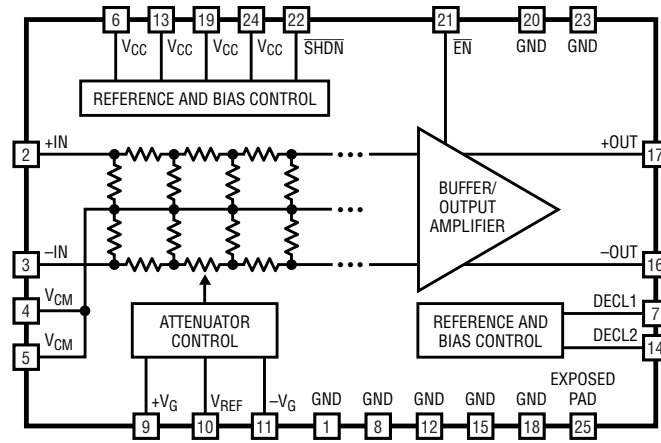 6 13 19 24 22 21 20 23
VCC VCC VCC VCC SHDN EN GND GND
REFERENCE AND BIAS CONTROL
2 +IN +OUT 17
BUFFER/
OUTPUT
AMPLIFIER
3 –IN –OUT 16
4 VCM
5 VCM
ATTENUATOR
CONTROL
REFERENCE AND
BIAS CONTROL
DECL1 7
DECL2 14
+VG VREF –VG GND GND GND GND GND EXPOSED
PAD
9 10 11 1 8 12 15 18 25